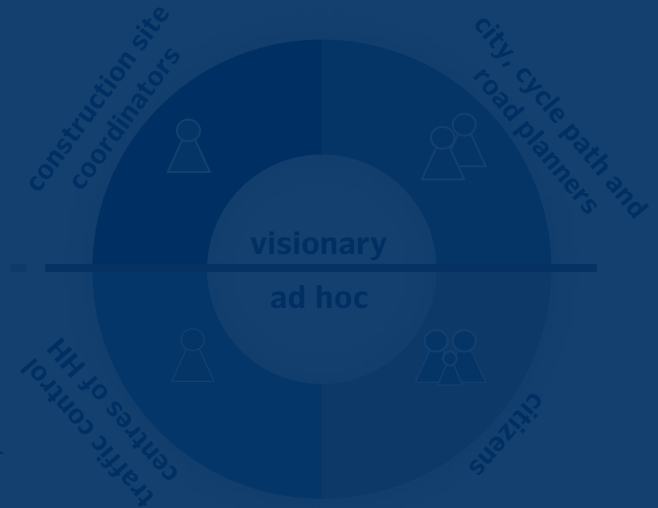 construction site
coordinators
city, cycle path and
road planners
visionary
ad hoc
traffic control
centres of HH
citizens